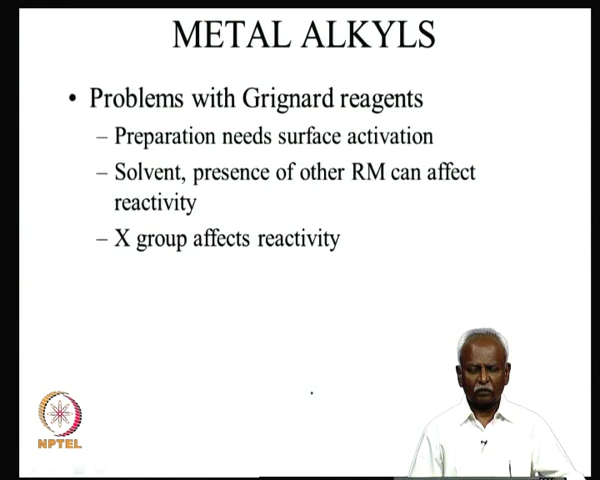 METAL ALKYLS
• Problems with Grignard reagents
– Preparation needs surface activation
– Solvent, presence of other RM can affect
reactivity
– X group affects reactivity
NPTEL